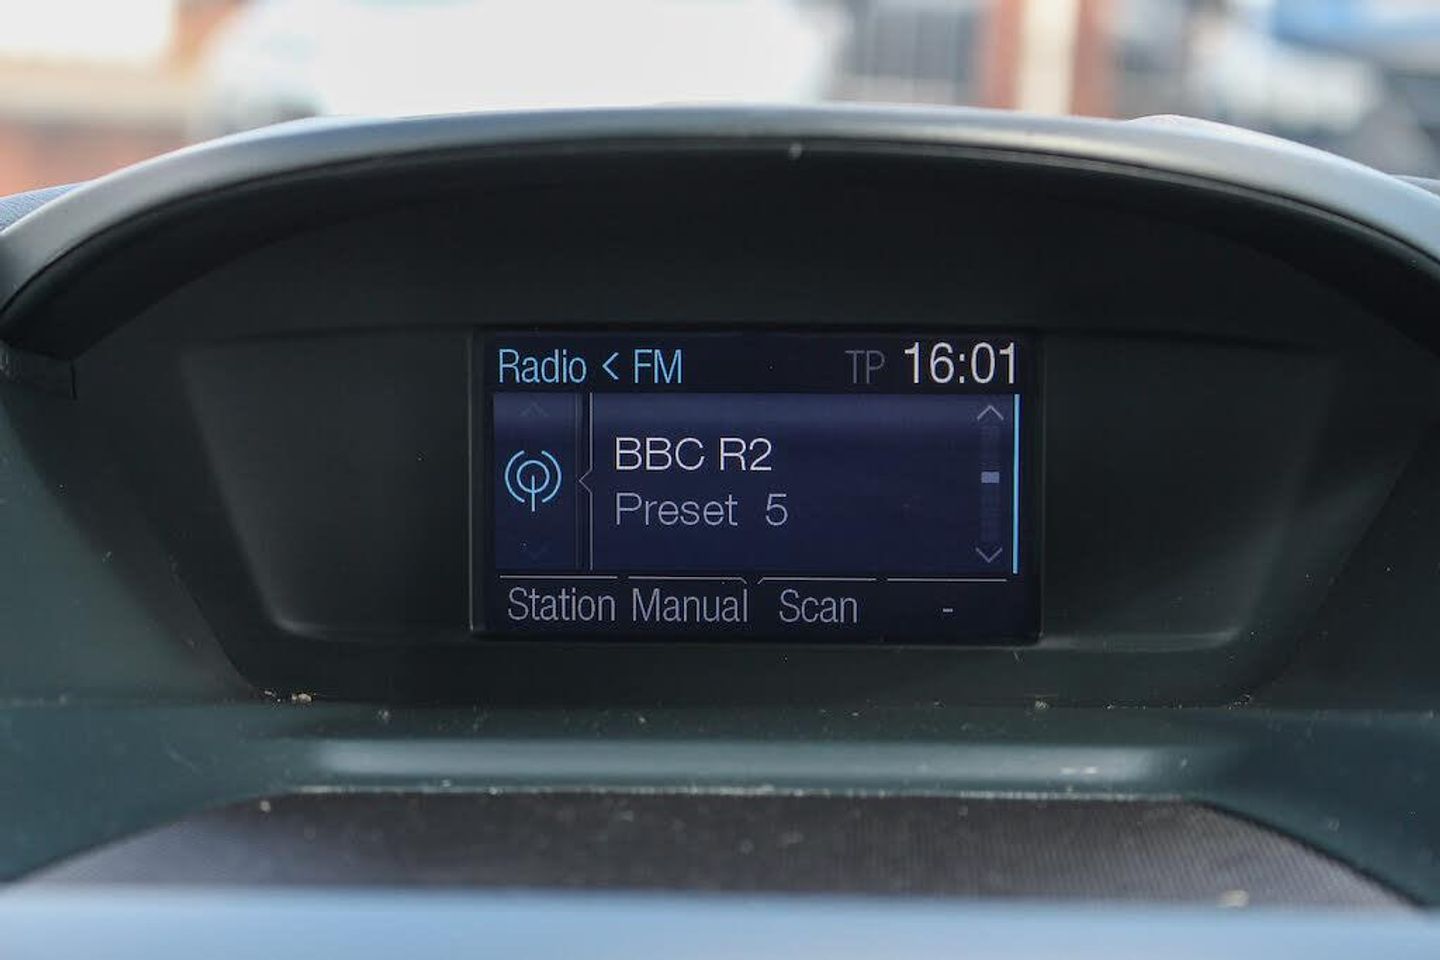 Radio < FM TP 16:01
BBC R2
Preset 5
Station Manual Scan -